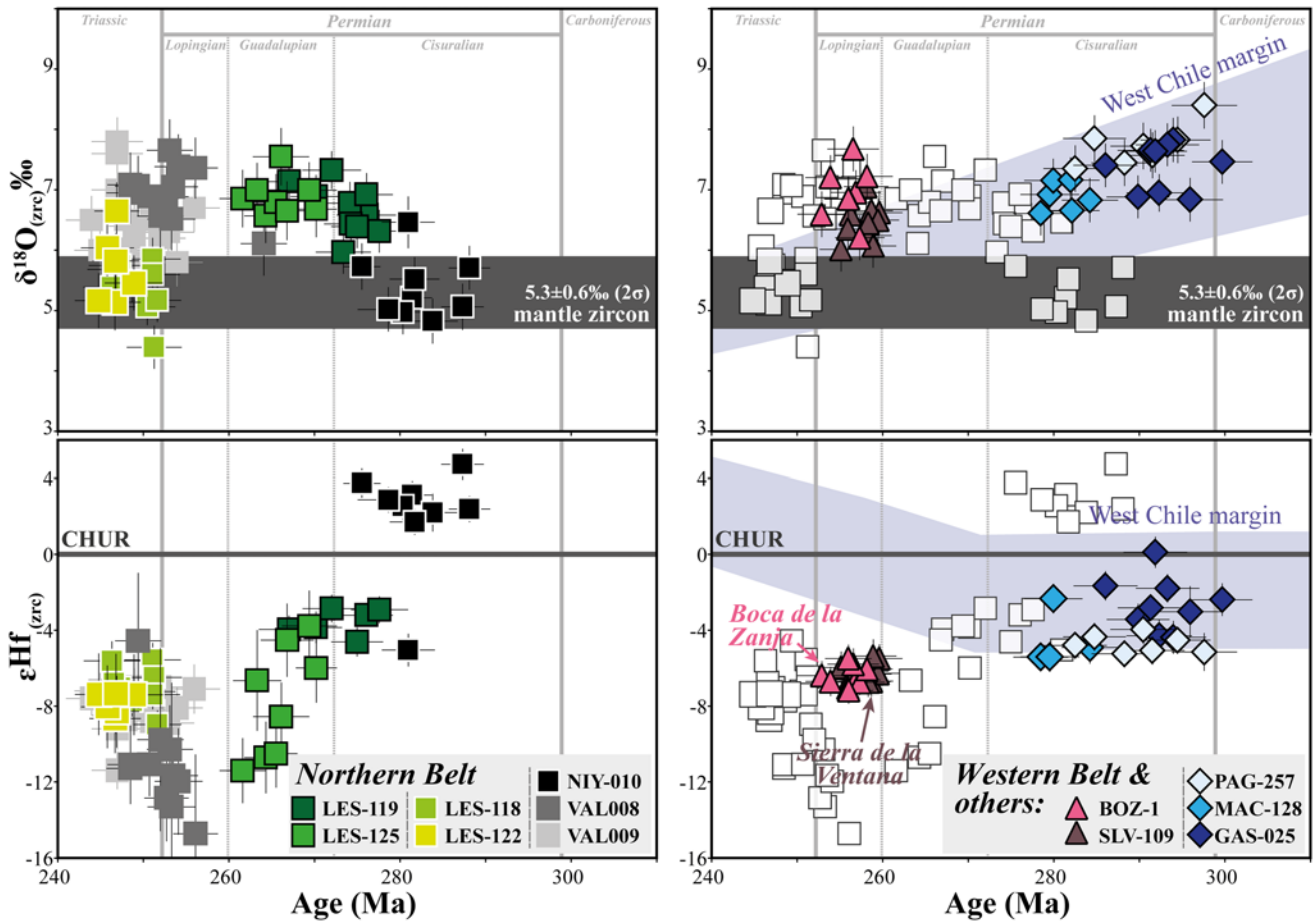 Triassic
Permian
Carboniferous
Lopingian
Guadalupian
Cisuralian
9
7
5
3
δ18O(zrc)‰
5.3±0.6‰ (2σ)
mantle zircon
4
0
-4
-8
-12
-16
εHf(zrc)
CHUR
Northern Belt
LES-119
LES-125
LES-118
LES-122
NIY-010
VAL008
VAL009
240
260
280
300
Age (Ma)
Triassic
Permian
Carboniferous
Lopingian
Guadalupian
Cisuralian
9
7
5
3
δ18O(zrc)‰
West Chile margin
5.3±0.6‰ (2σ)
mantle zircon
4
0
-4
-8
-12
-16
εHf(zrc)
West Chile margin
CHUR
Boca de la
Zanja
Sierra de la
Ventana
Western Belt &
others:
BOZ-1
SLV-109
PAG-257
MAC-128
GAS-025
240
260
280
300
Age (Ma)